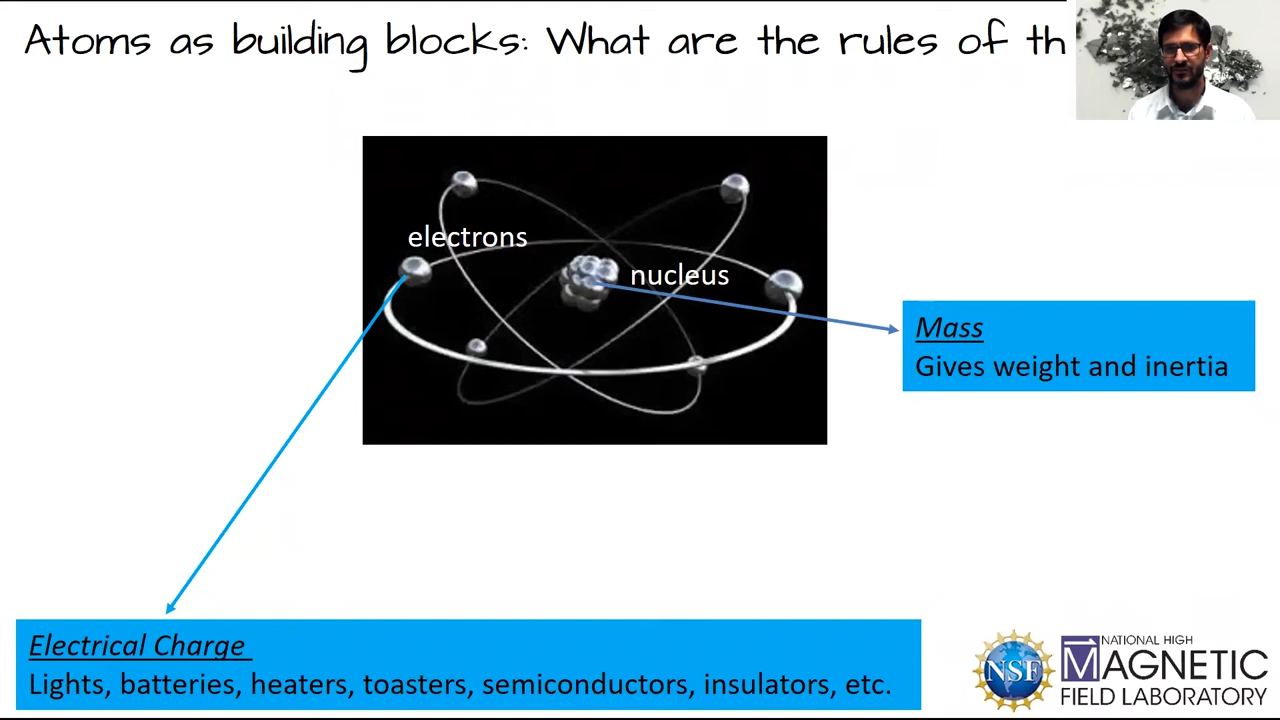 Atoms as building blocks: What are the rules of th
electrons
nucleus
Mass
Gives weight and inertia
Electrical Charge
Lights, batteries, heaters, toasters, semiconductors, insulators, etc.
NSF
NATIONAL HIGH
MAGNETIC
FIELD LABORATORY